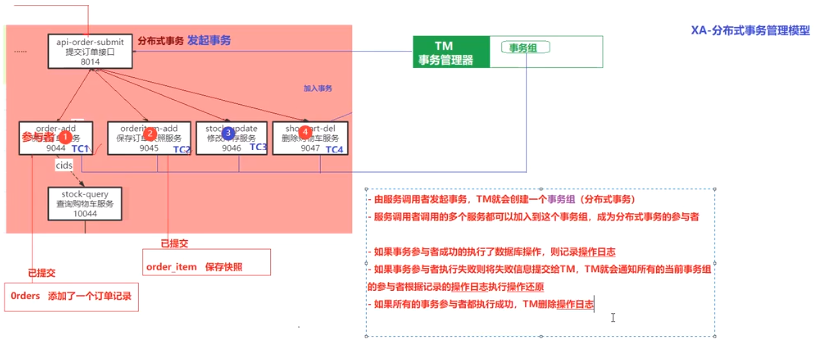 XA-分布式事务管理模型
api-order-submit
提交订单接口
8014
分布式事务 发起事务
TM
事务管理器
事务组
加入事务
参与者
order-add
1
9044
TC1
orderitem-add
2
保存订单快照服务
9045
TC2
stock-update
3
修改库存服务
9046
TC3
shopcart-del
4
删除购物车服务
9047
TC4
cids
stock-query
查询购物车服务
10044
已提交
order_item 保存快照
已提交
Orders 添加了一个订单记录
- 由服务调用者发起事务，TM就会创建一个事务组（分布式事务）
- 服务调用者调用的多个服务都可以加入到这个事务组，成为分布式事务的参与者
- 如果事务参与者成功的执行了数据库操作，则记录操作日志
- 如果事务参与者执行失败则将失败信息提交给TM，TM就会通知所有的当前事务组
的参与者根据记录的操作日志执行操作还原
- 如果所有的事务参与者都执行成功，TM删除操作日志